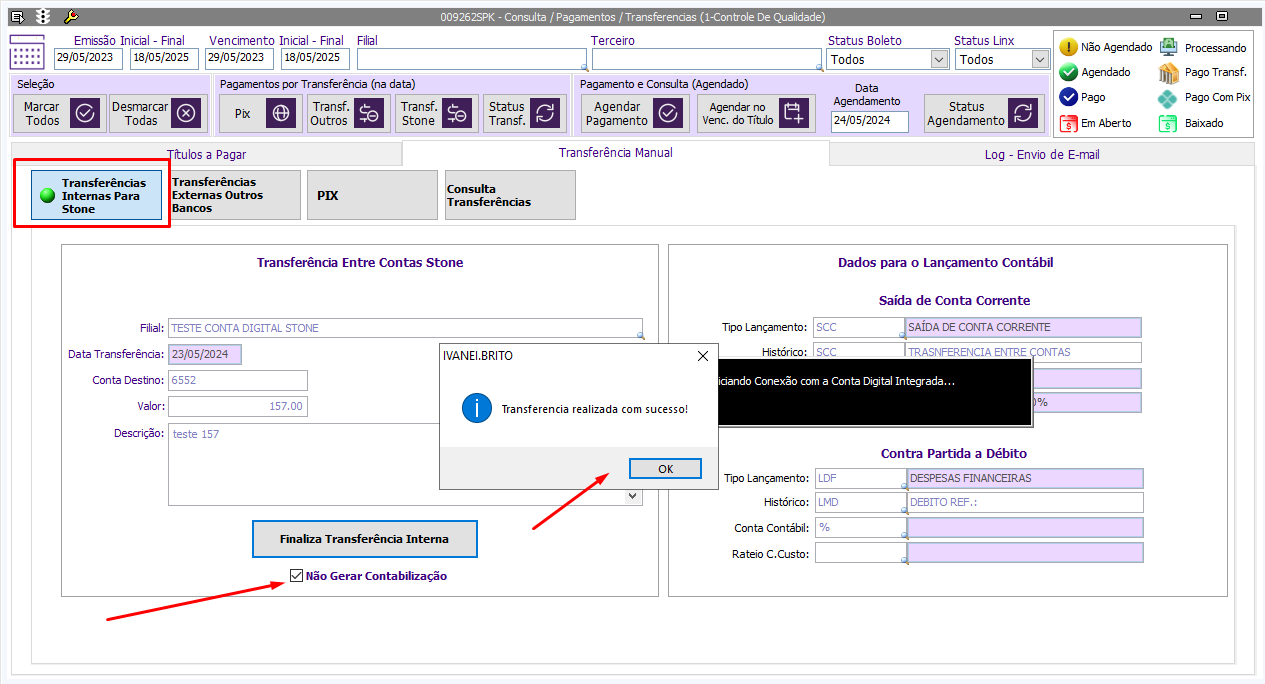 009262SPK - Consulta / Pagamentos / Transferencias (1-Controle De Qualidade)
Emissão Inicial - Final
Vencimento Inicial - Final
Filial
Terceiro
Status Boleto
Status Linx
29/05/2023
18/05/2025
29/05/2023
18/05/2025
Todos
Todos
Não Agendado
Processando
Agendado
Pago Transf.
Pago
Pago Com Pix
Em Aberto
Baixado
Seleção
Marcar
Todos
Desmarcar
Todas
Pagamentos por Transferência (na data)
Pix
Transf.
Outros
Transf.
Stone
Status
Transf.
Pagamento e Consulta (Agendado)
Agendar
Pagamento
Agendar no
Venc. do Título
Data
Agendamento
24/05/2024
Status
Agendamento
Títulos a Pagar
Transferência Manual
Log - Envio de E-mail
Transferências
Internas Para
Stone
Transferências
Externas Outros
Bancos
PIX
Consulta
Transferências
Transferência Entre Contas Stone
Filial:
TESTE CONTA DIGITAL STONE
Data Transferência:
23/05/2024
Conta Destino:
6552
Valor:
157.00
Descrição:
teste 157
Finaliza Transferência Interna
Não Gerar Contabilização
IVANEI.BRITO
Transferencia realizada com sucesso!
OK
Dados para o Lançamento Contábil
Saída de Conta Corrente
Tipo Lançamento:
SCC
SAÍDA DE CONTA CORRENTE
Histórico:
SCC
TRASNFERENCIA ENTRE CONTAS
iciando Conexão com a Conta Digital Integrada...
%
Contra Partida a Débito
Tipo Lançamento:
LDF
DESPESAS FINANCEIRAS
Histórico:
LMD
DEBITO REF.:
Conta Contábil:
%
Rateio C.Custo: